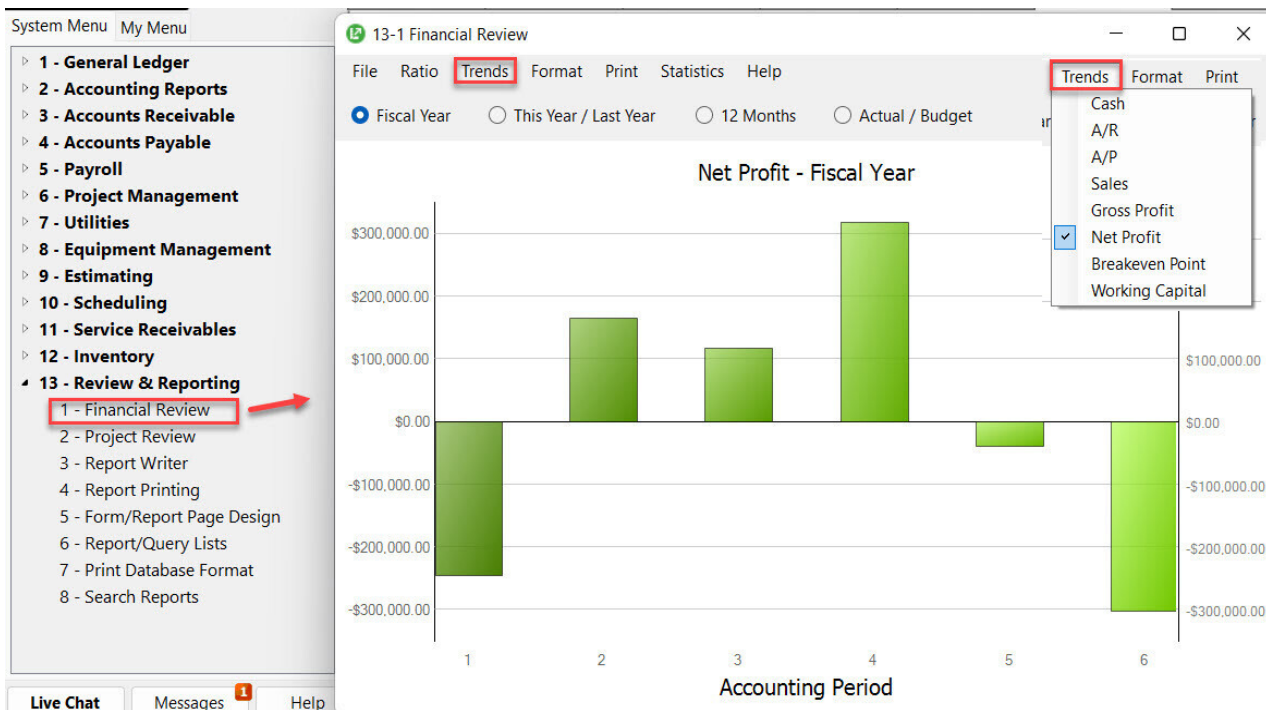 System Menu My Menu
1 - General Ledger
2 - Accounting Reports
3 - Accounts Receivable
4 - Accounts Payable
5 - Payroll
6 - Project Management
7 - Utilities
8 - Equipment Management
9 - Estimating
10 - Scheduling
11 - Service Receivables
12 - Inventory
13 - Review & Reporting
1 - Financial Review
2 - Project Review
3 - Report Writer
4 - Report Printing
5 - Form/Report Page Design
6 - Report/Query Lists
7 - Print Database Format
8 - Search Reports
Live Chat Messages 1 Help
13-1 Financial Review
File Ratio Trends Format Print Statistics Help
Fiscal Year This Year / Last Year 12 Months Actual / Budget
Trends Format Print
Cash
A/R
A/P
Sales
Gross Profit
Net Profit
Breakeven Point
Working Capital
Net Profit - Fiscal Year
$300,000.00
$200,000.00
$100,000.00 $100,000.00
$0.00 $0.00
-$100,000.00 -$100,000.00
-$200,000.00 -$200,000.00
-$300,000.00 -$300,000.00
1 2 3 4 5 6
Accounting Period